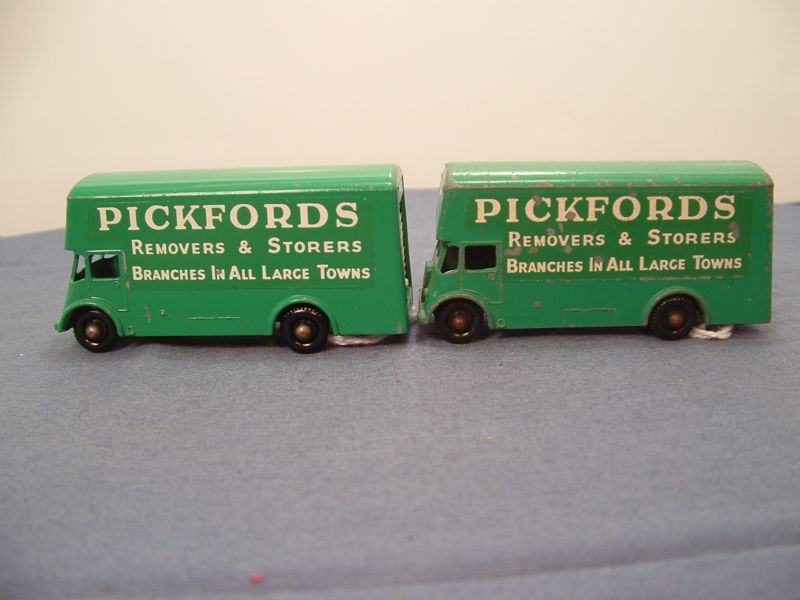 PICKFORDS
REMOVERS & STORERS
BRANCHES IN ALL LARGE TOWNS
PICKFORDS
REMOVERS & STORERS
BRANCHES IN ALL LARGE TOWNS